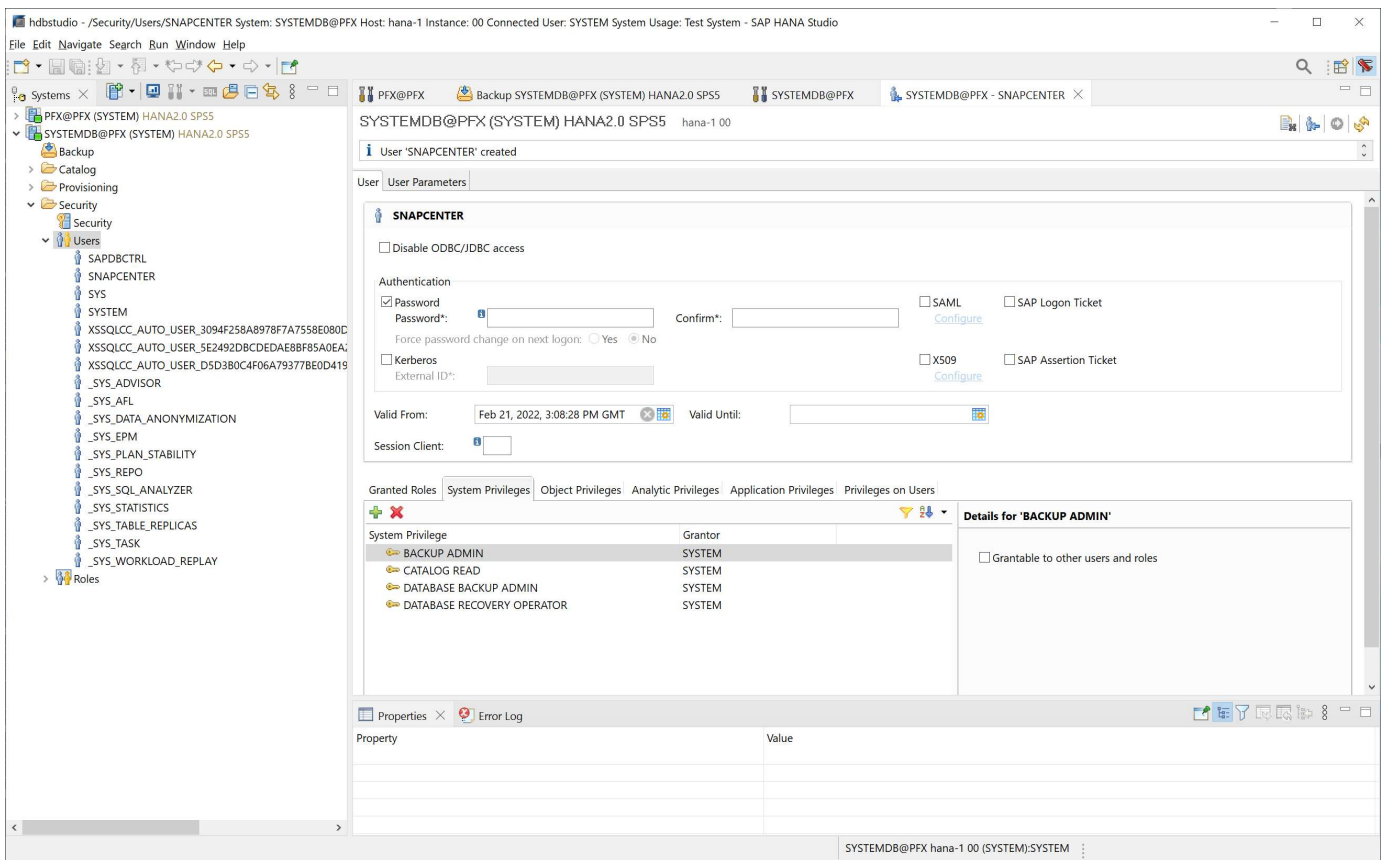 hdbstudio - /Security/Users/SNAPCENTER System: SYSTEMDB@PFX Host: hana-1 Instance: 00 Connected User: SYSTEM System Usage: Test System - SAP HANA Studio
File Edit Navigate Search Run Window Help
Systems
PFX@PFX (SYSTEM) HANA2.0 SPS5
SYSTEMDB@PFX (SYSTEM) HANA2.0 SPS5
Backup
Catalog
Provisioning
Security
Security
Users
SAPDBCTRL
SNAPCENTER
SYS
SYSTEM
XSSQLCC_AUTO_USER_3094F258A8978F7A7558E080D
XSSQLCC_AUTO_USER_5E2492DBCDEDAE8BF85A0EA
XSSQLCC_AUTO_USER_D5D3B0C4F06A79377BE0D419
_SYS_ADVISOR
_SYS_AFL
_SYS_DATA_ANONYMIZATION
_SYS_EPM
_SYS_PLAN_STABILITY
_SYS_REPO
_SYS_SQL_ANALYZER
_SYS_STATISTICS
_SYS_TABLE_REPLICAS
_SYS_TASK
_SYS_WORKLOAD_REPLAY
Roles
PFX@PFX Backup SYSTEMDB@PFX (SYSTEM) HANA2.0 SPS5 SYSTEMDB@PFX SYSTEMDB@PFX - SNAPCENTER
SYSTEMDB@PFX (SYSTEM) HANA2.0 SPS5 hana-1 00
User 'SNAPCENTER' created
User User Parameters
SNAPCENTER
Disable ODBC/JDBC access
Authentication
Password SAML SAP Logon Ticket
Password*: Confirm*: Configure
Force password change on next logon: Yes No
Kerberos X509 SAP Assertion Ticket
External ID*: Configure
Valid From: Feb 21, 2022, 3:08:28 PM GMT Valid Until:
Session Client:
Granted Roles System Privileges Object Privileges Analytic Privileges Application Privileges Privileges on Users
Details for 'BACKUP ADMIN'
System Privilege Grantor
BACKUP ADMIN SYSTEM
Grantable to other users and roles
CATALOG READ SYSTEM
DATABASE BACKUP ADMIN SYSTEM
DATABASE RECOVERY OPERATOR SYSTEM
Properties Error Log
Property Value
SYSTEMDB@PFX hana-1 00 (SYSTEM):SYSTEM